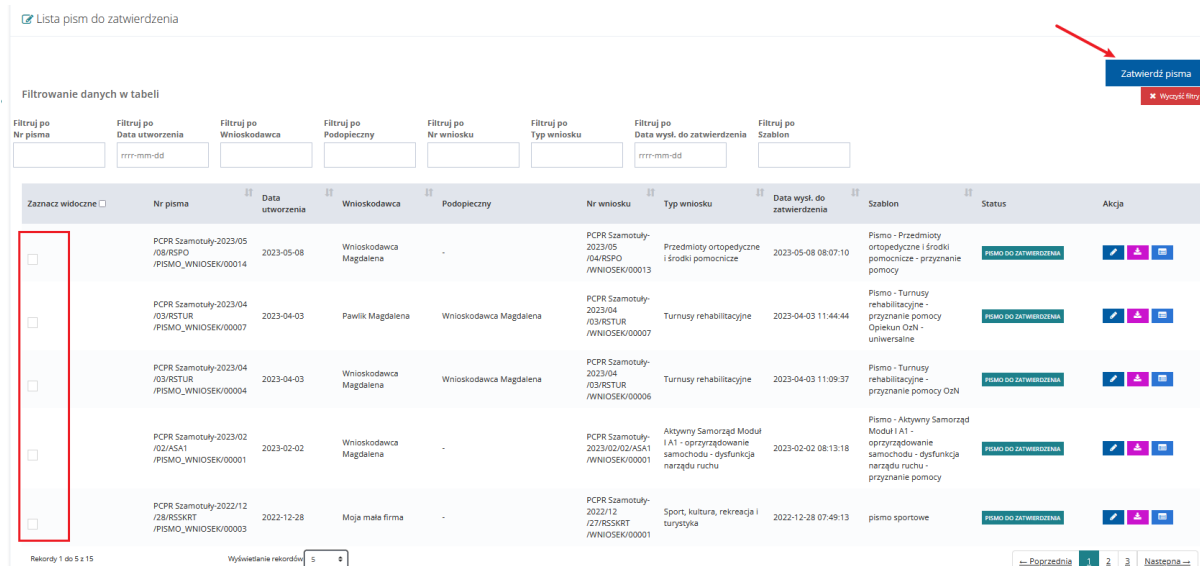 Lista pism do zatwierdzenia
Zatwierdź pisma
✖ Wyczyść filtry
Filtrowanie danych w tabeli
Filtruj po
Nr pisma
Filtruj po
Data utworzenia
rrrr-mm-dd
Filtruj po
Wnioskodawca
Filtruj po
Podopieczny
Filtruj po
Nr wniosku
Filtruj po
Typ wniosku
Filtruj po
Data wysł. do zatwierdzenia
rrrr-mm-dd
Filtruj po
Szablon
Zaznacz widoczne
Nr pisma
Data
utworzenia
Wnioskodawca
Podopieczny
Nr wniosku
Typ wniosku
Data wysł. do
zatwierdzenia
Szablon
Status
Akcja
PCPR Szamotuły-2023/05
/08/RSPO
/PISMO_WNIOSEK/00014
2023-05-08
Wnioskodawca
Magdalena
-
PCPR Szamotuły-
2023/05
/04/RSPO
/WNIOSEK/00013
Przedmioty ortopedyczne
i środki pomocnicze
2023-05-08 08:07:10
Pismo - Przedmioty
ortopedyczne i środki
pomocnicze - przyznanie
pomocy
PISMO DO ZATWIERDZENIA
PCPR Szamotuły-2023/04
/03/RSTUR
/PISMO_WNIOSEK/00007
2023-04-03
Pawlik Magdalena
Wnioskodawca Magdalena
PCPR Szamotuły-
2023/04
/03/RSTUR
/WNIOSEK/00007
Turnusy rehabilitacyjne
2023-04-03 11:44:44
Pismo - Turnusy
rehabilitacyjne -
przyznanie pomocy
Opiekun OzN -
uniwersalne
PISMO DO ZATWIERDZENIA
PCPR Szamotuły-2023/04
/03/RSTUR
/PISMO_WNIOSEK/00004
2023-04-03
Wnioskodawca
Magdalena
Wnioskodawca Magdalena
PCPR Szamotuły-
2023/04
/03/RSTUR
/WNIOSEK/00006
Turnusy rehabilitacyjne
2023-04-03 11:09:37
Pismo - Turnusy
rehabilitacyjne -
przyznanie pomocy OzN
PISMO DO ZATWIERDZENIA
PCPR Szamotuły-2023/02
/02/ASA1
/PISMO_WNIOSEK/00001
2023-02-02
Wnioskodawca
Magdalena
-
PCPR Szamotuły-
2023/02/02/ASA1
/WNIOSEK/00001
Aktywny Samorząd Moduł
I A1 - oprzyrządowanie
samochodu - dysfunkcja
narządu ruchu
2023-02-02 08:13:18
Pismo - Aktywny Samorząd
Moduł I A1 -
oprzyrządowanie
samochodu - dysfunkcja
narządu ruchu -
przyznanie pomocy
PISMO DO ZATWIERDZENIA
PCPR Szamotuły-2022/12
/28/RSSKRT
/PISMO_WNIOSEK/00003
2022-12-28
Moja mała firma
-
PCPR Szamotuły-
2022/12
/27/RSSKRT
/WNIOSEK/00001
Sport, kultura, rekreacja i
turystyka
2022-12-28 07:49:13
pismo sportowe
PISMO DO ZATWIERDZENIA
Rekordy 1 do 5 z 15
Wyświetlanie rekordów 5
← Poprzednia 1 2 3 Następna →